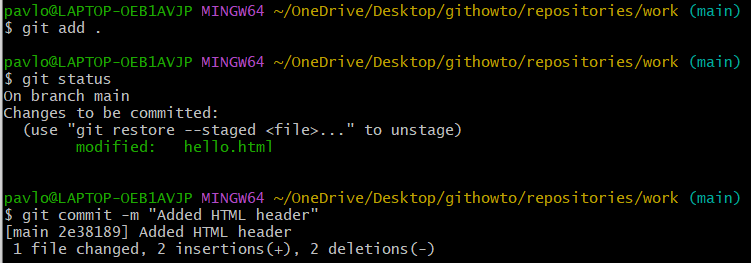 pavlo@LAPTOP-OEB1AVJP MINGW64 ~/OneDrive/Desktop/githowto/repositories/work (main)
$ git add .
pavlo@LAPTOP-OEB1AVJP MINGW64 ~/OneDrive/Desktop/githowto/repositories/work (main)
$ git status
On branch main
Changes to be committed:
  (use "git restore --staged <file>..." to unstage)
        modified:   hello.html
pavlo@LAPTOP-OEB1AVJP MINGW64 ~/OneDrive/Desktop/githowto/repositories/work (main)
$ git commit -m "Added HTML header"
[main 2e38189] Added HTML header
 1 file changed, 2 insertions(+), 2 deletions(-)